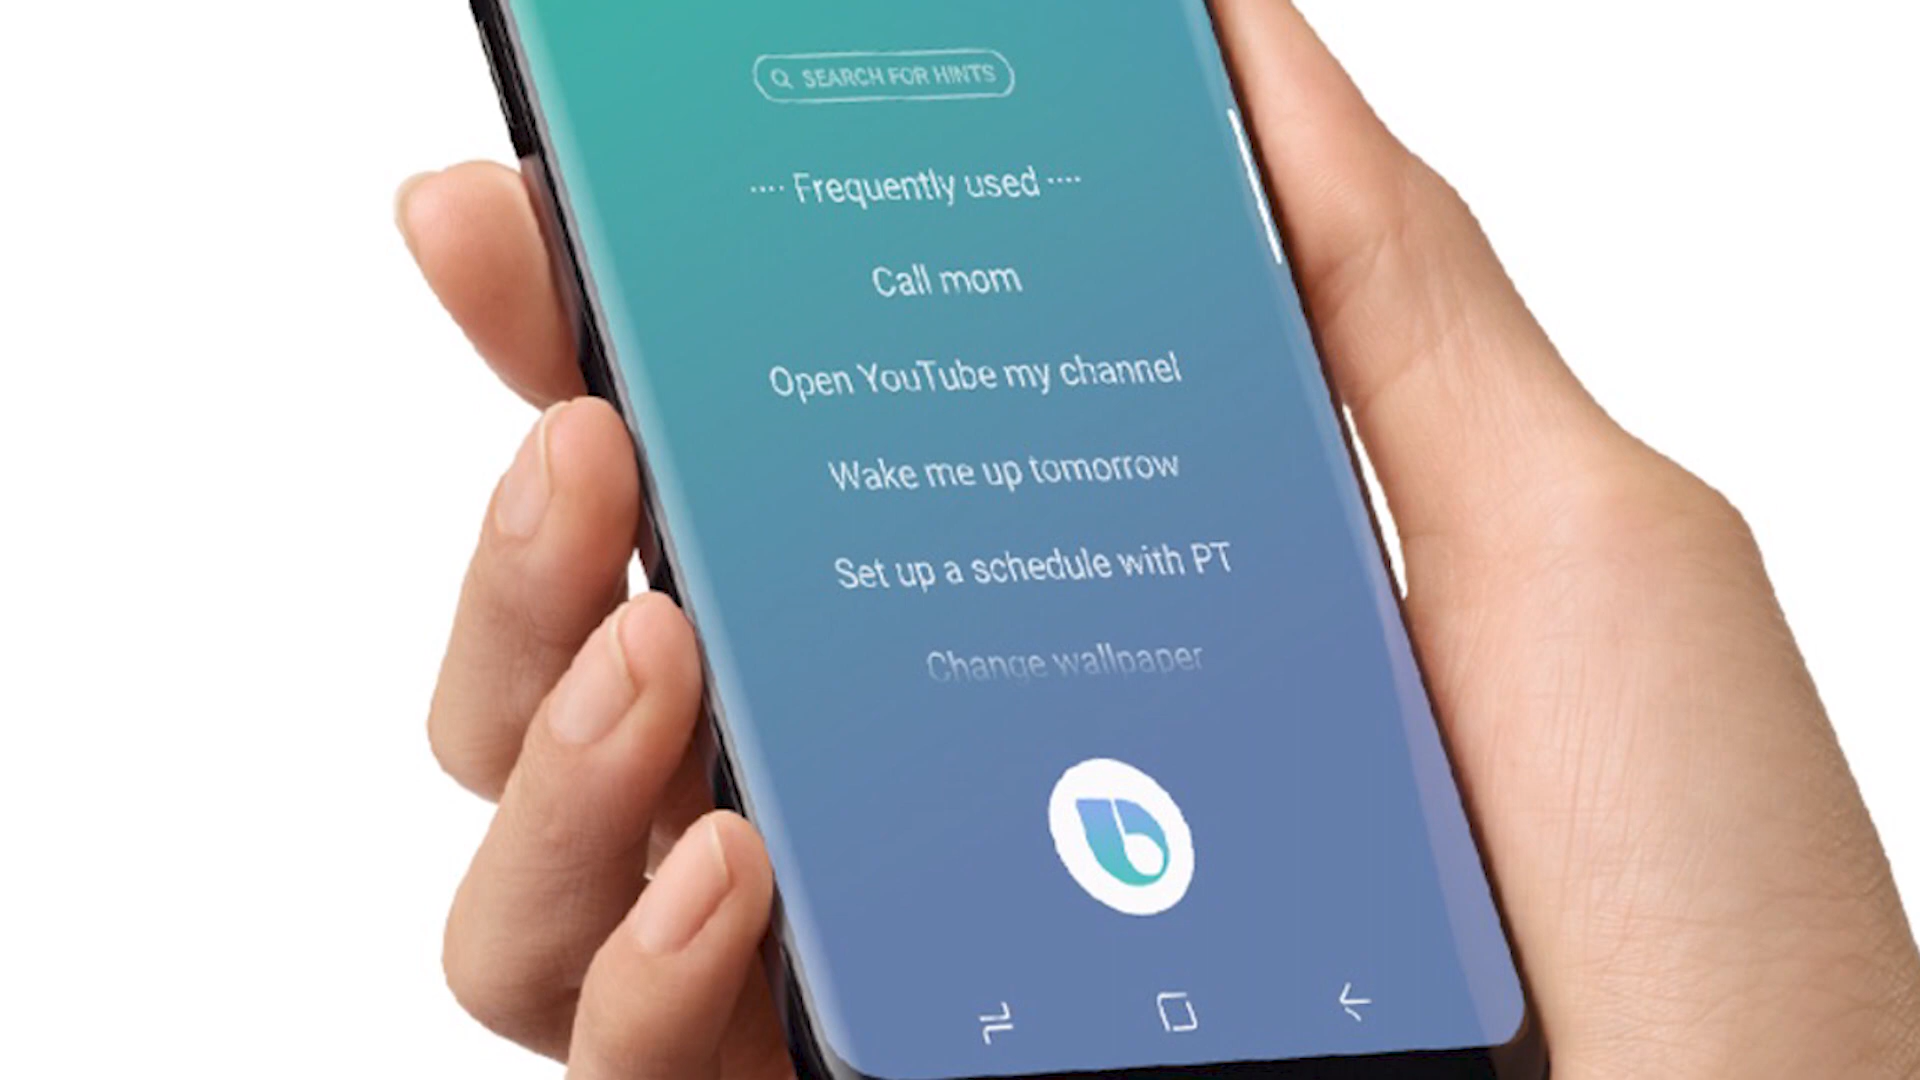 SEARCH FOR HINTS
···· Frequently used ····
Call mom
Open YouTube my channel
Wake me up tomorrow
Set up a schedule with PT
Change wallpaper